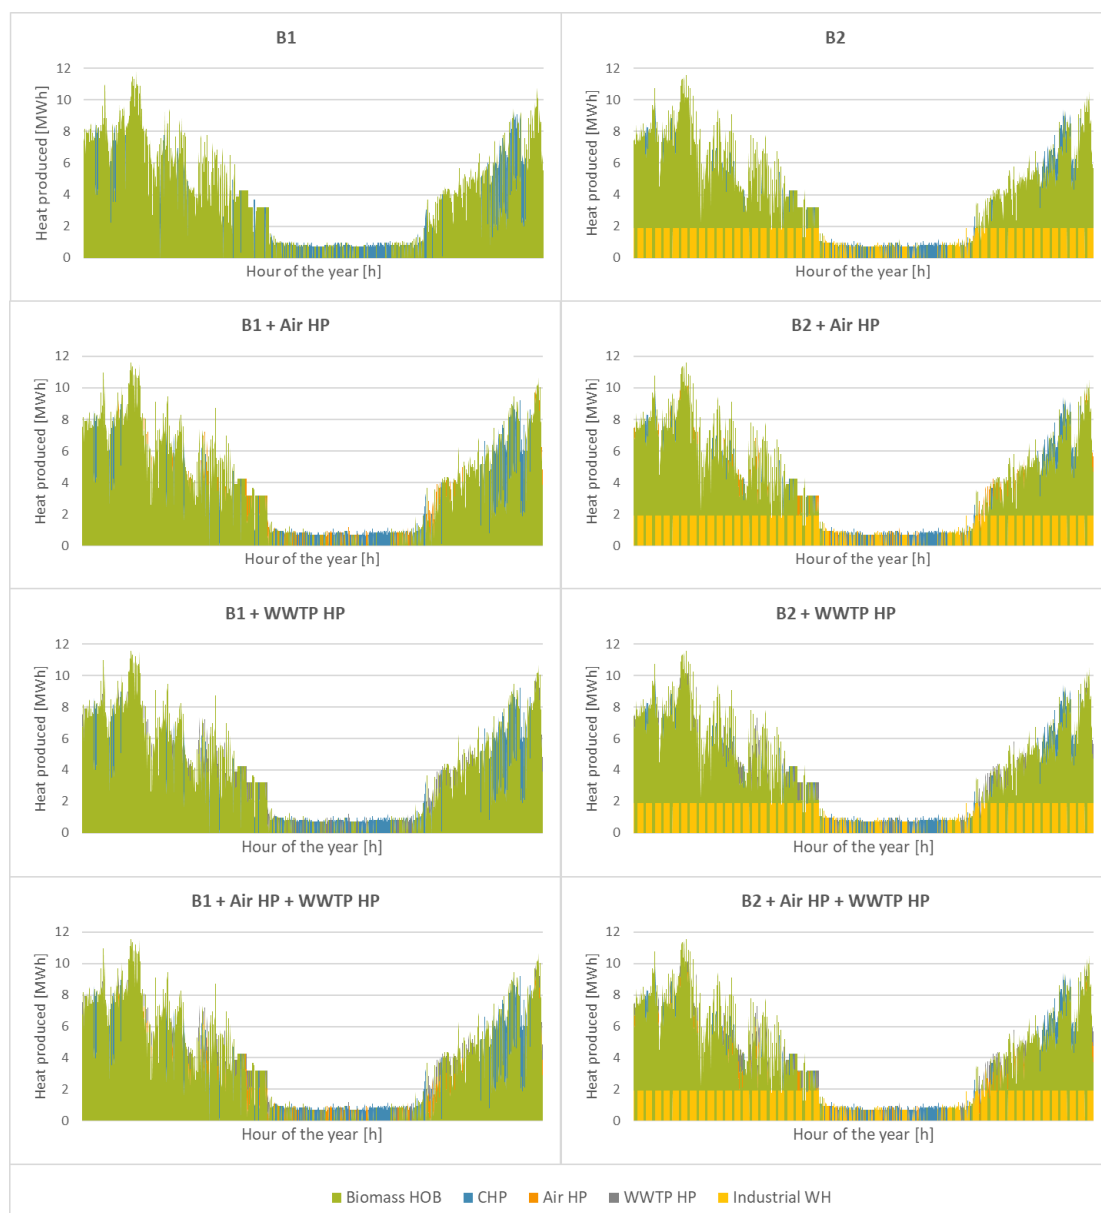 B1
B2
Heat produced [MWh]
12
10
8
6
4
2
0
Hour of the year [h]
Heat produced [MWh]
12
10
8
6
4
2
0
Hour of the year [h]
B1 + Air HP
B2 + Air HP
Heat produced [MWh]
12
10
8
6
4
2
0
Hour of the year [h]
Heat produced [MWh]
12
10
8
6
4
2
0
Hour of the year [h]
B1 + WWTP HP
B2 + WWTP HP
Heat produced [MWh]
12
10
8
6
4
2
0
Hour of the year [h]
Heat produced [MWh]
12
10
8
6
4
2
0
Hour of the year [h]
B1 + Air HP + WWTP HP
B2 + Air HP + WWTP HP
Heat produced [MWh]
12
10
8
6
4
2
0
Hour of the year [h]
Heat produced [MWh]
12
10
8
6
4
2
0
Hour of the year [h]
Biomass HOB CHP Air HP WWTP HP Industrial WH